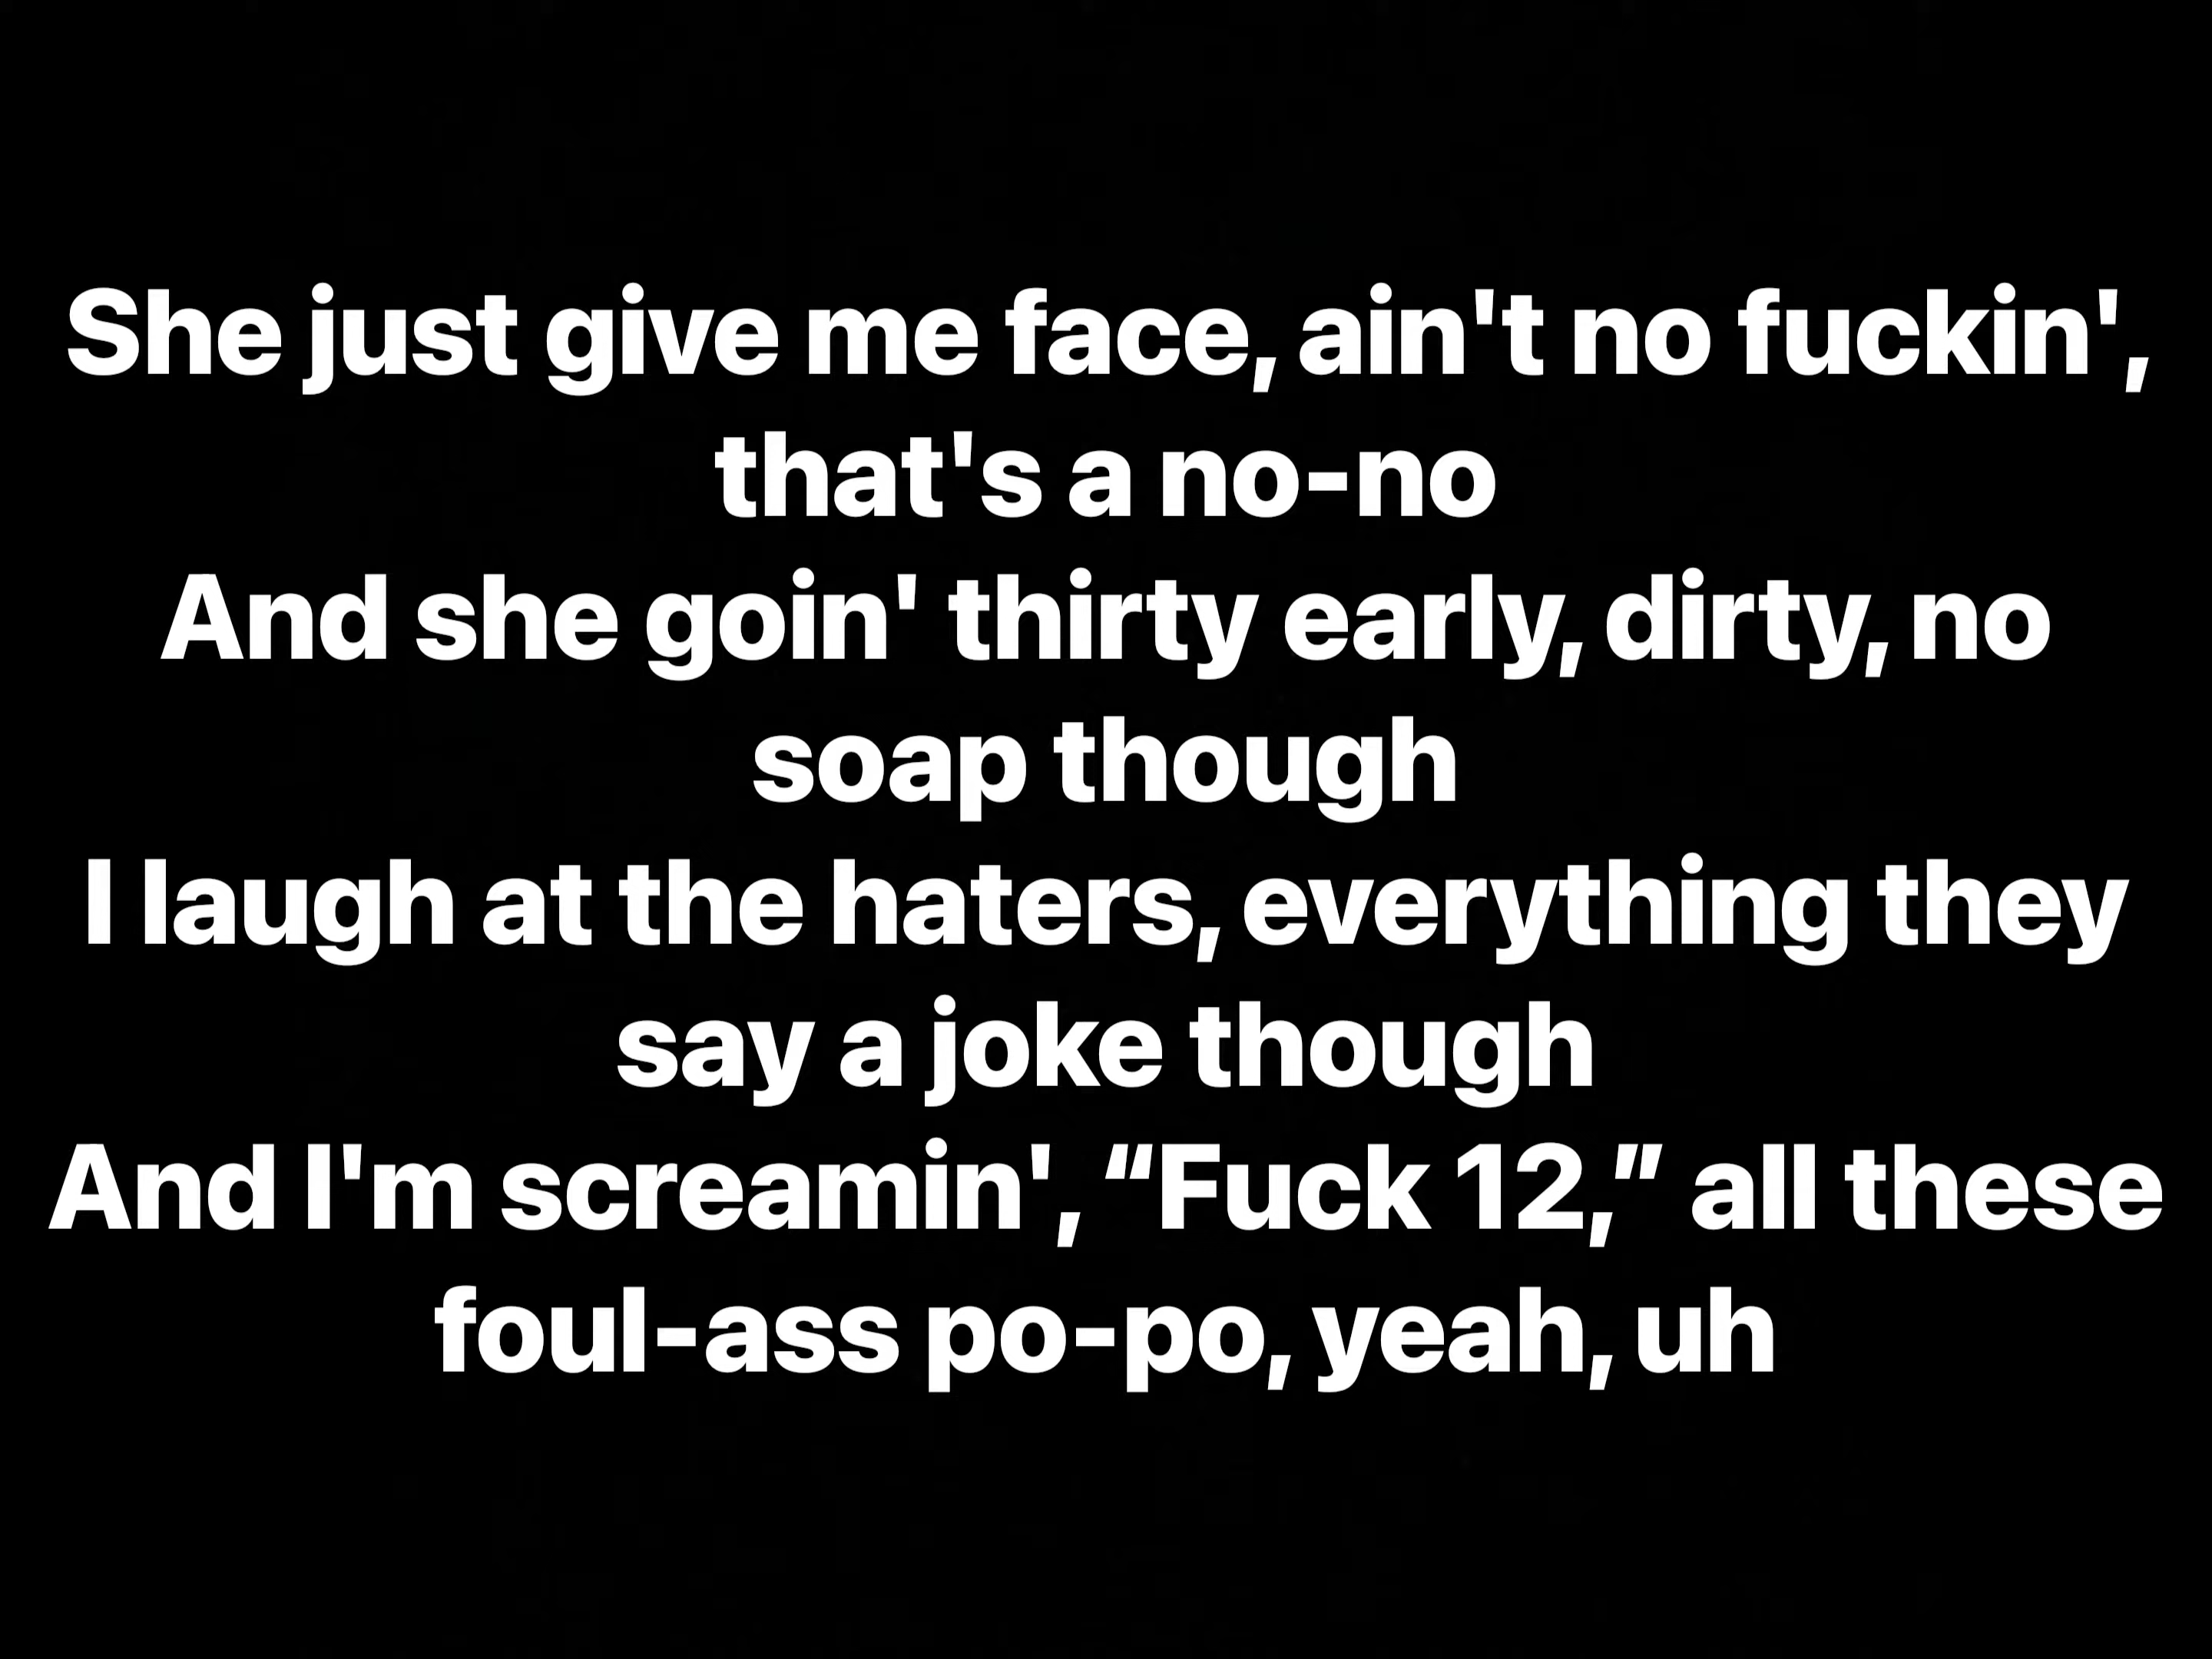 She just give me face, ain't no fuckin',
that's a no-no
And she goin' thirty early, dirty, no
soap though
I laugh at the haters, everything they
say a joke though
And I'm screamin', “Fuck 12,” all these
foul-ass po-po, yeah, uh